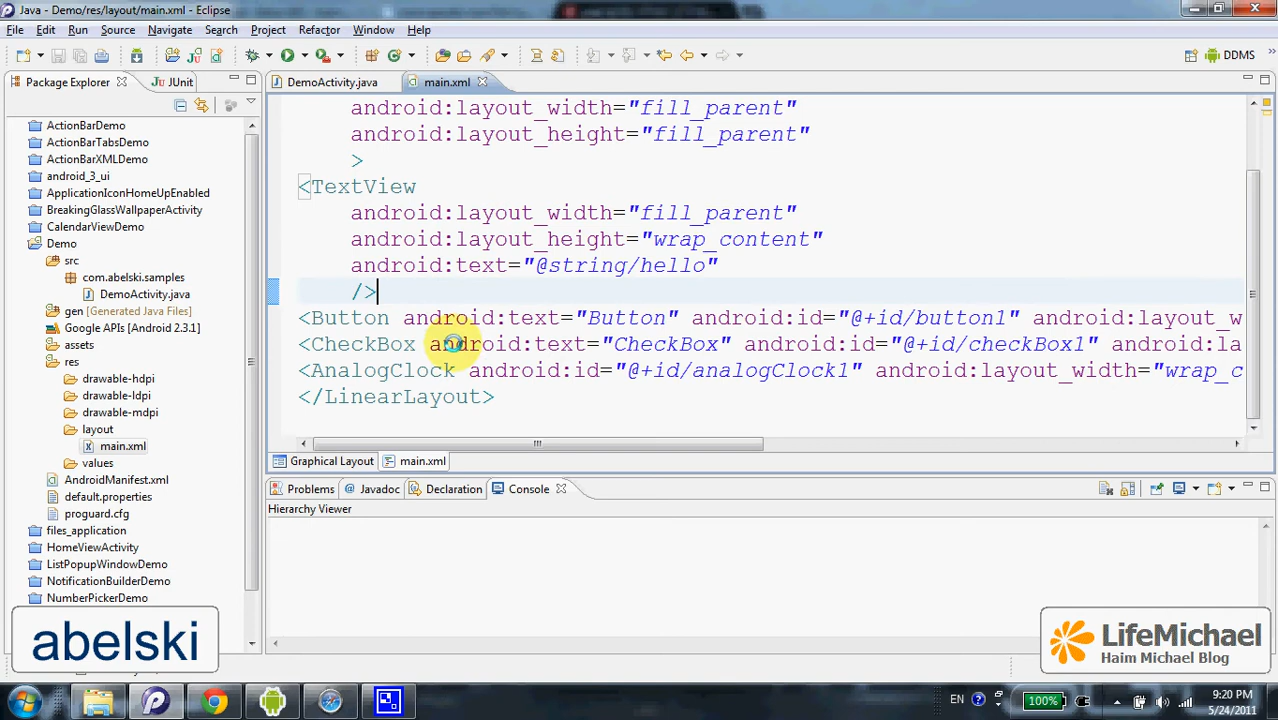 Java - Demo/res/layout/main.xml - Eclipse
File Edit Run Source Navigate Search Project Refactor Window Help
DDMS
Package Explorer JUnit
ActionBarDemo
ActionBarTabsDemo
ActionBarXMLDemo
android_3_ui
ApplicationIconHomeUpEnabled
BreakingGlassWallpaperActivity
CalendarViewDemo
Demo
src
com.abelski.samples
DemoActivity.java
gen [Generated Java Files]
Google APIs [Android 2.3.1]
assets
res
drawable-hdpi
drawable-ldpi
drawable-mdpi
layout
main.xml
values
AndroidManifest.xml
default.properties
proguard.cfg
files_application
HomeViewActivity
ListPopupWindowDemo
NotificationBuilderDemo
NumberPickerDemo
DemoActivity.java main.xml
android:layout_width="fill_parent"
android:layout_height="fill_parent"
>
<TextView
android:layout_width="fill_parent"
android:layout_height="wrap_content"
android:text="@string/hello"
/>
<Button android:text="Button" android:id="@+id/button1" android:layout_w
<CheckBox android:text="CheckBox" android:id="@+id/checkBox1" android:la
<AnalogClock android:id="@+id/analogClock1" android:layout_width="wrap_c
</LinearLayout>
Graphical Layout main.xml
Problems Javadoc Declaration Console
Hierarchy Viewer
abelski
LifeMichael
Haim Michael Blog
EN 100% 9:20 PM
5/24/2011